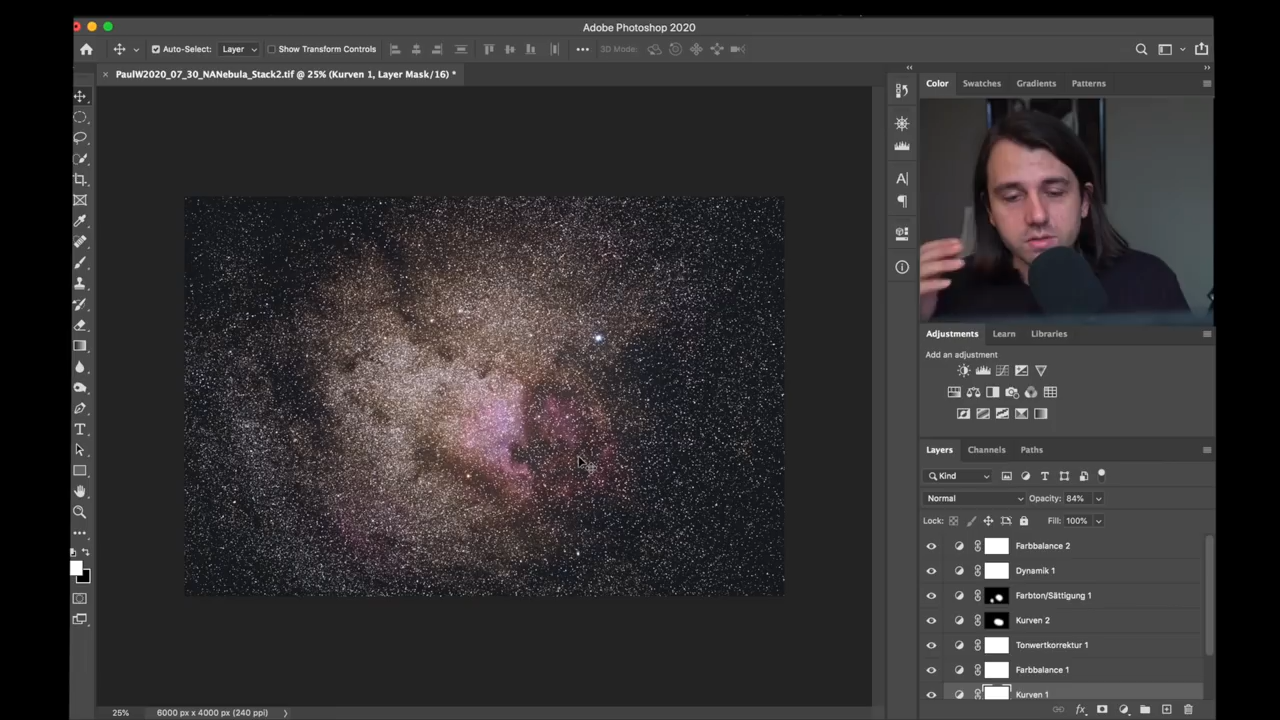 Adobe Photoshop 2020
Auto-Select: Layer Show Transform Controls 3D Mode:
PaulW2020_07_30_NANebula_Stack2.tif @ 25% (Kurven 1, Layer Mask/16) *
Color Swatches Gradients Patterns
Adjustments Learn Libraries
Add an adjustment
Layers Channels Paths
Kind
Normal Opacity: 84%
Lock: Fill: 100%
Farbbalance 2
Dynamik 1
Farbton/Sättigung 1
Kurven 2
Tonwertkorrektur 1
Farbbalance 1
Kurven 1
25% 6000 px x 4000 px (240 ppi)